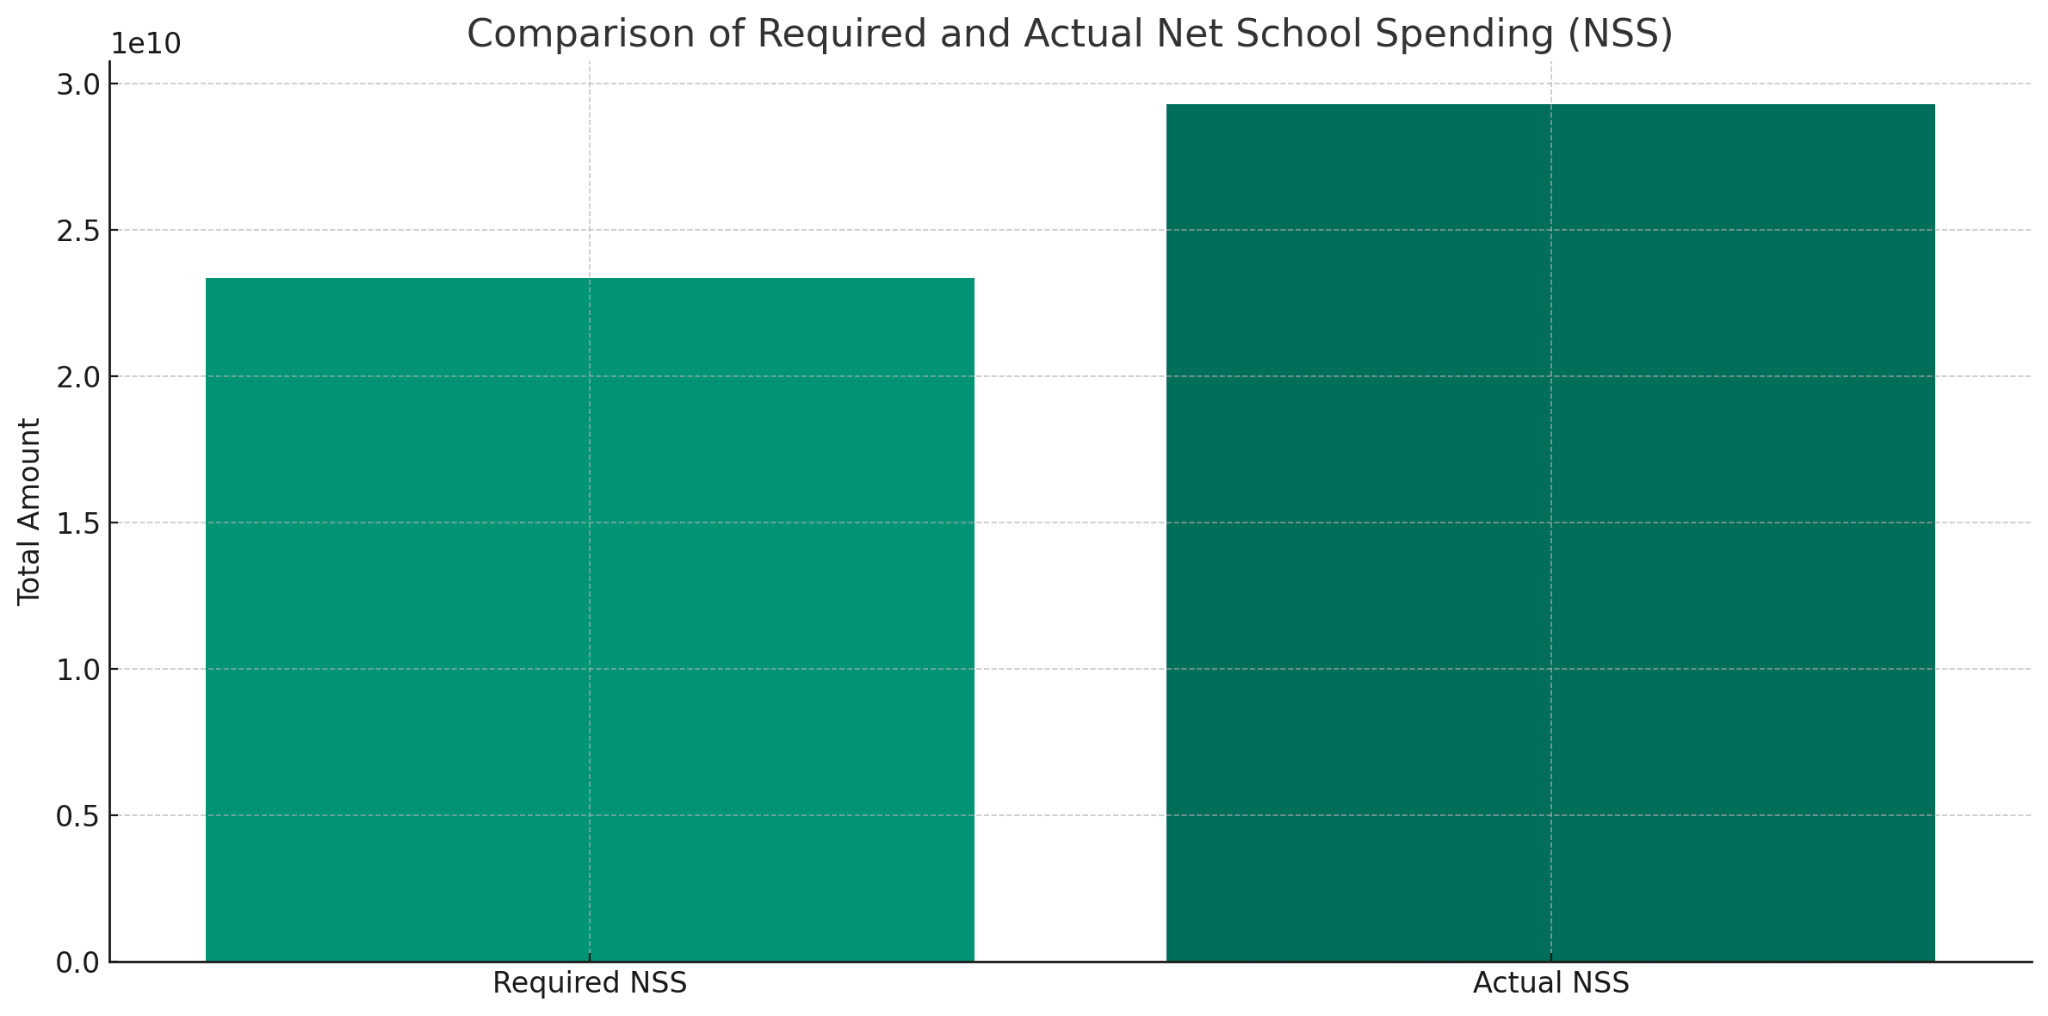 Comparison of Required and Actual Net School Spending (NSS)
1e10
3.0
2.5
2.0
1.5
1.0
0.5
0.0
Total Amount
Required NSS
Actual NSS